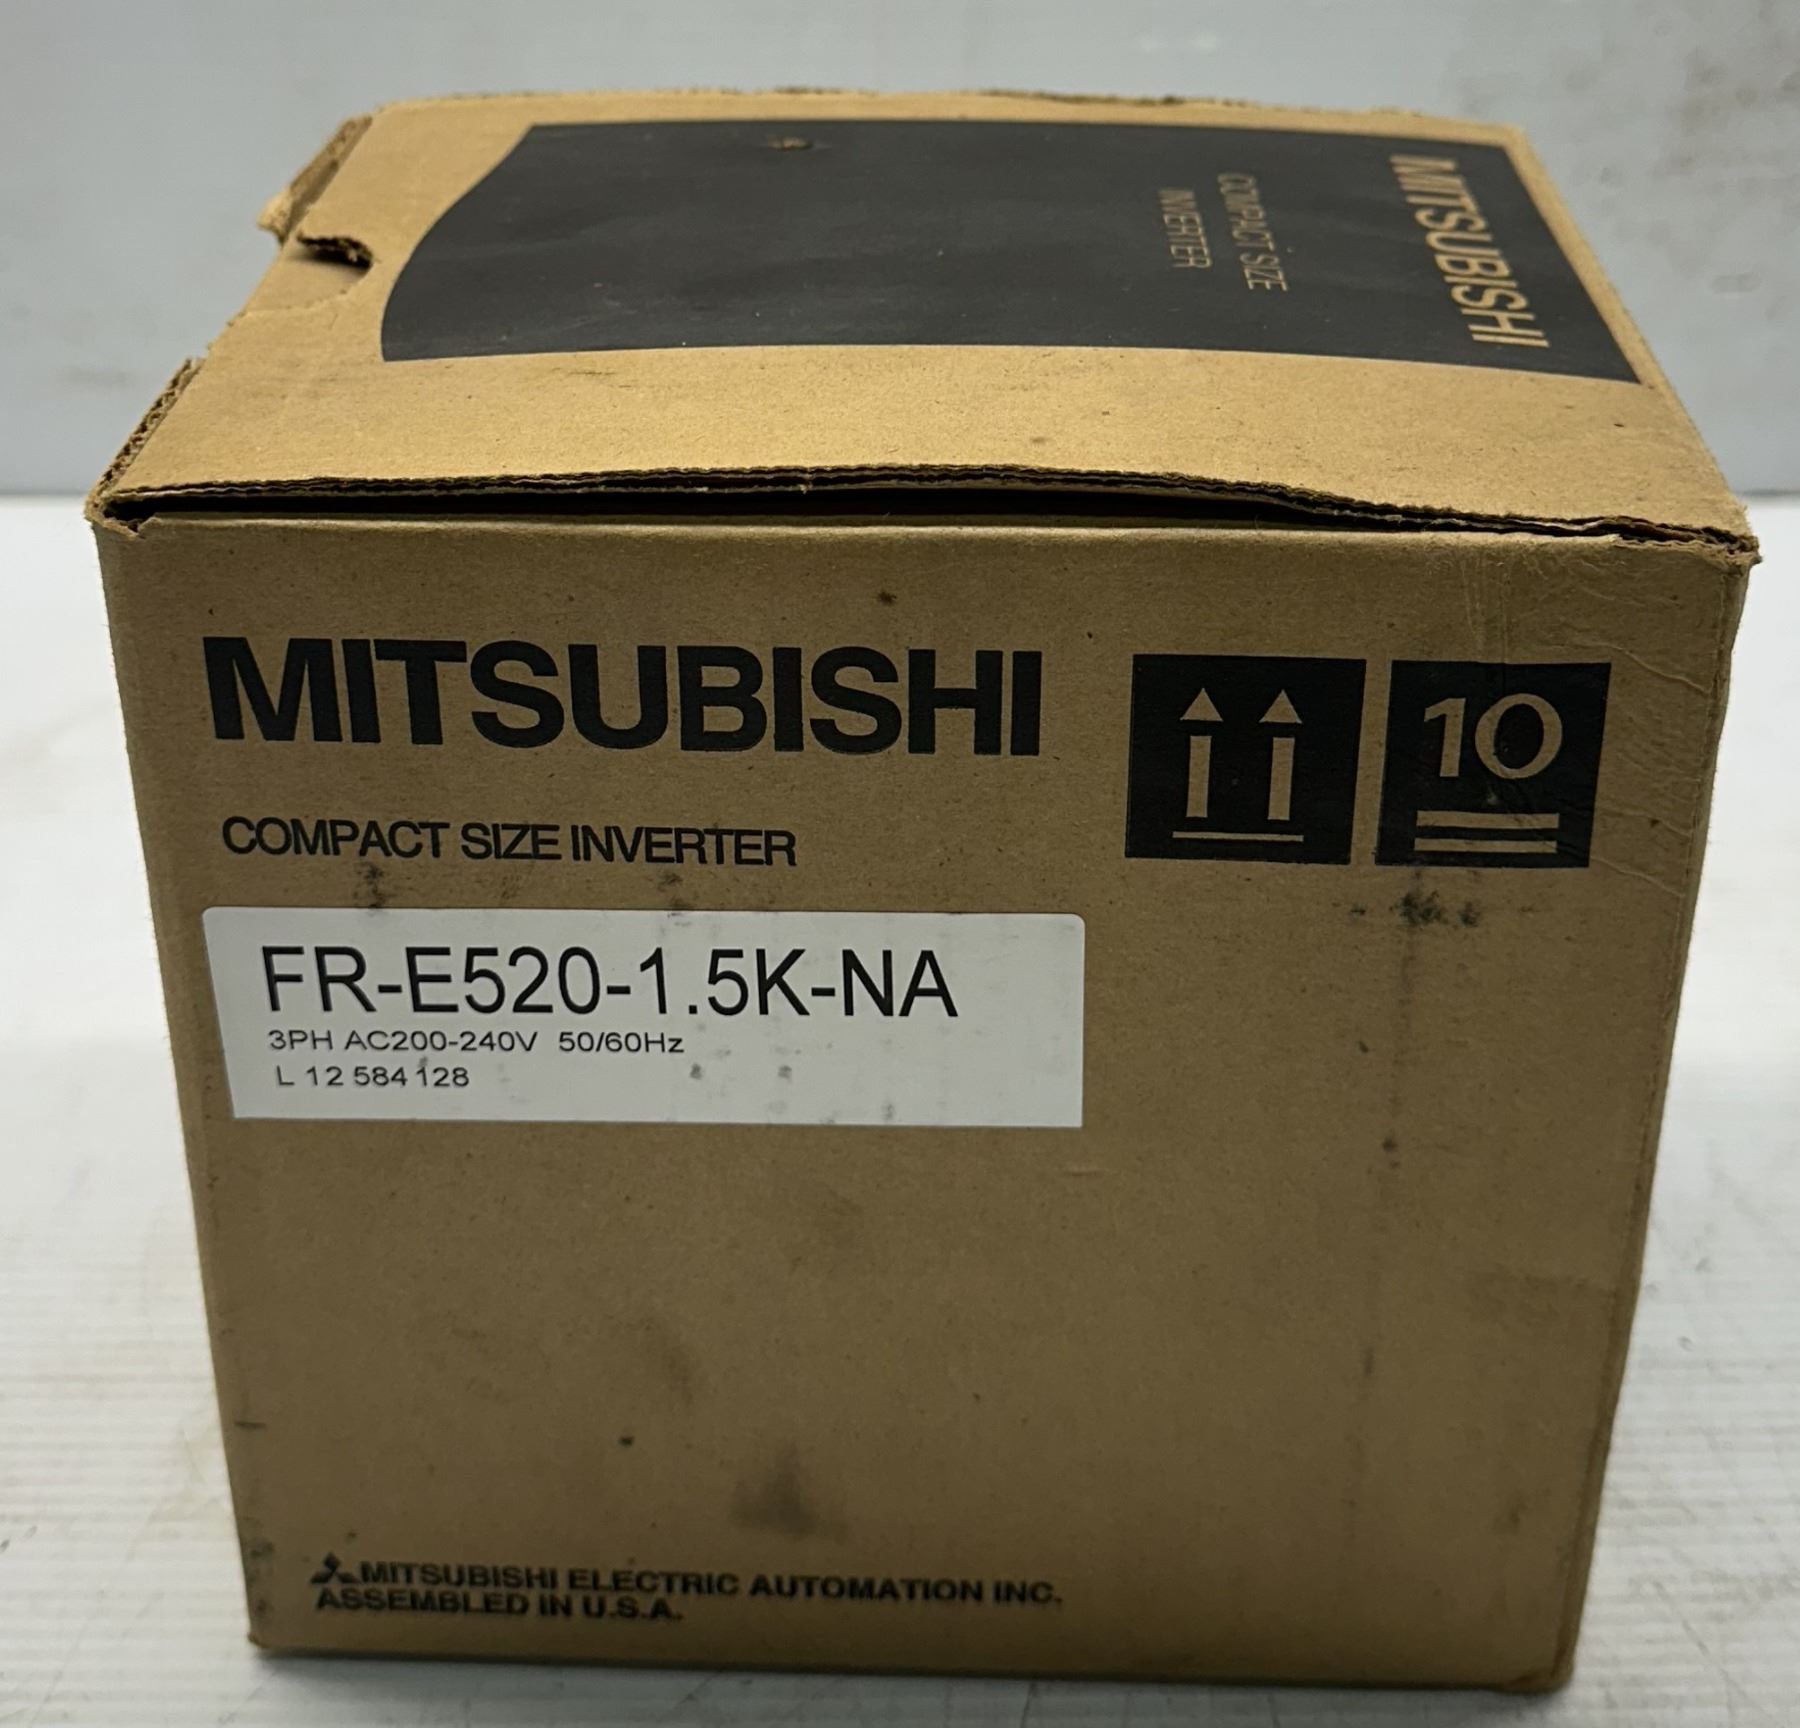 MITSUBISHI
COMPACT SIZE
INVERTER
MITSUBISHI
COMPACT SIZE INVERTER
10
FR-E520-1.5K-NA
3PH AC200-240V 50/60Hz
L 12 584 128
MITSUBISHI ELECTRIC AUTOMATION INC.
ASSEMBLED IN U.S.A.